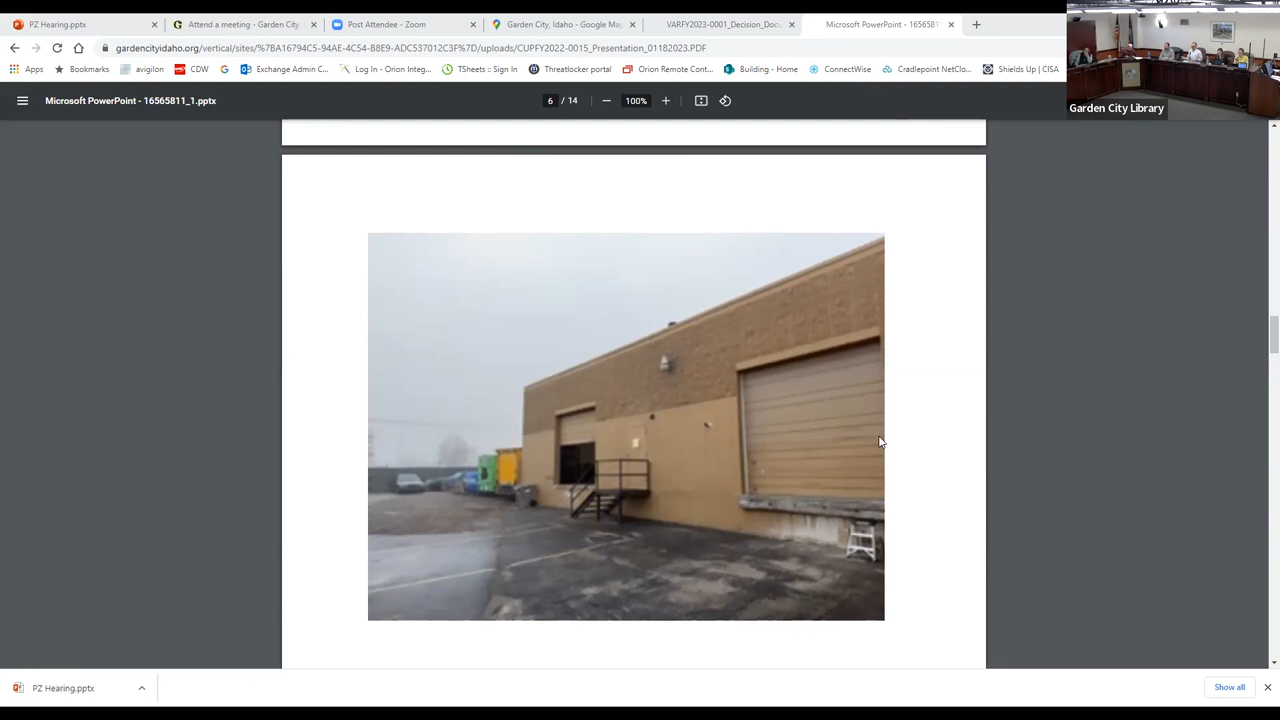 PZ Hearing.pptx
Attend a meeting - Garden City,
Post Attendee - Zoom
Garden City, Idaho - Google Ma
VARFY2023-0001_Decision_Docu
Microsoft PowerPoint - 1656581
gardencityidaho.org/vertical/sites/%7BA16794C5-94AE-4C54-B8E9-ADC537012C3F%7D/uploads/CUPFY2022-0015_Presentation_01182023.PDF
Apps
Bookmarks
avigilon
CDW
Exchange Admin C...
Log In - Orion Integ...
TSheets :: Sign In
Threatlocker portal
Orion Remote Cont...
Building - Home
ConnectWise
Cradlepoint NetClo...
Shields Up | CISA
Microsoft PowerPoint - 16565811_1.pptx
6 / 14
100%
Garden City Library
PZ Hearing.pptx
Show all